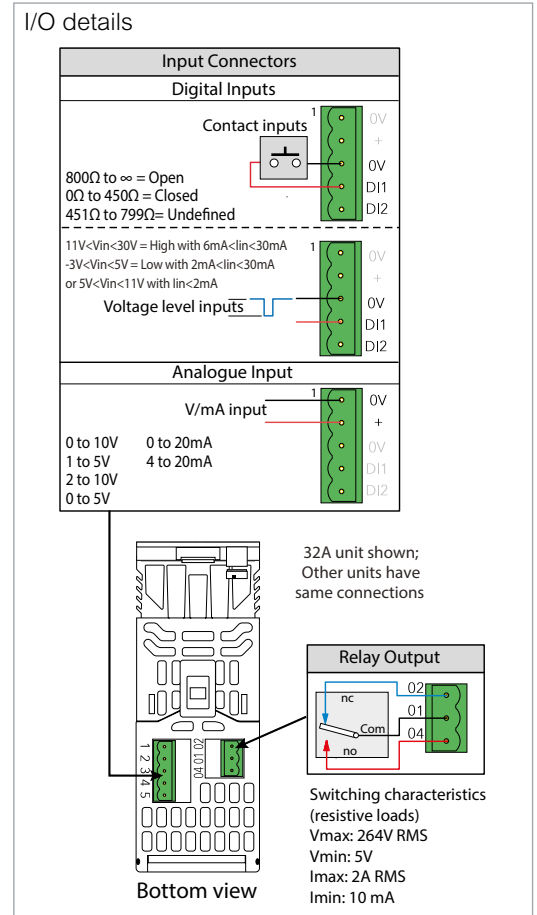 I/O details
Input Connectors
Digital Inputs
Contact inputs
800Ω to ∞ = Open
0Ω to 450Ω = Closed
451Ω to 799Ω= Undefined
1
0V
+
0V
DI1
DI2
11V<Vin<30V = High with 6mA<Iin<30mA
-3V<Vin<5V = Low with 2mA<Iin<30mA
or 5V<Vin<11V with Iin<2mA
Voltage level inputs
1
0V
+
0V
DI1
DI2
Analogue Input
V/mA input
0 to 10V 0 to 20mA
1 to 5V 4 to 20mA
2 to 10V
0 to 5V
1
0V
+
0V
DI1
DI2
32A unit shown;
Other units have
same connections
1 2 3 4 5
04 01 02
Bottom view
Relay Output
nc
Com
no
02
01
04
Switching characteristics
(resistive loads)
Vmax: 264V RMS
Vmin: 5V
Imax: 2A RMS
Imin: 10 mA